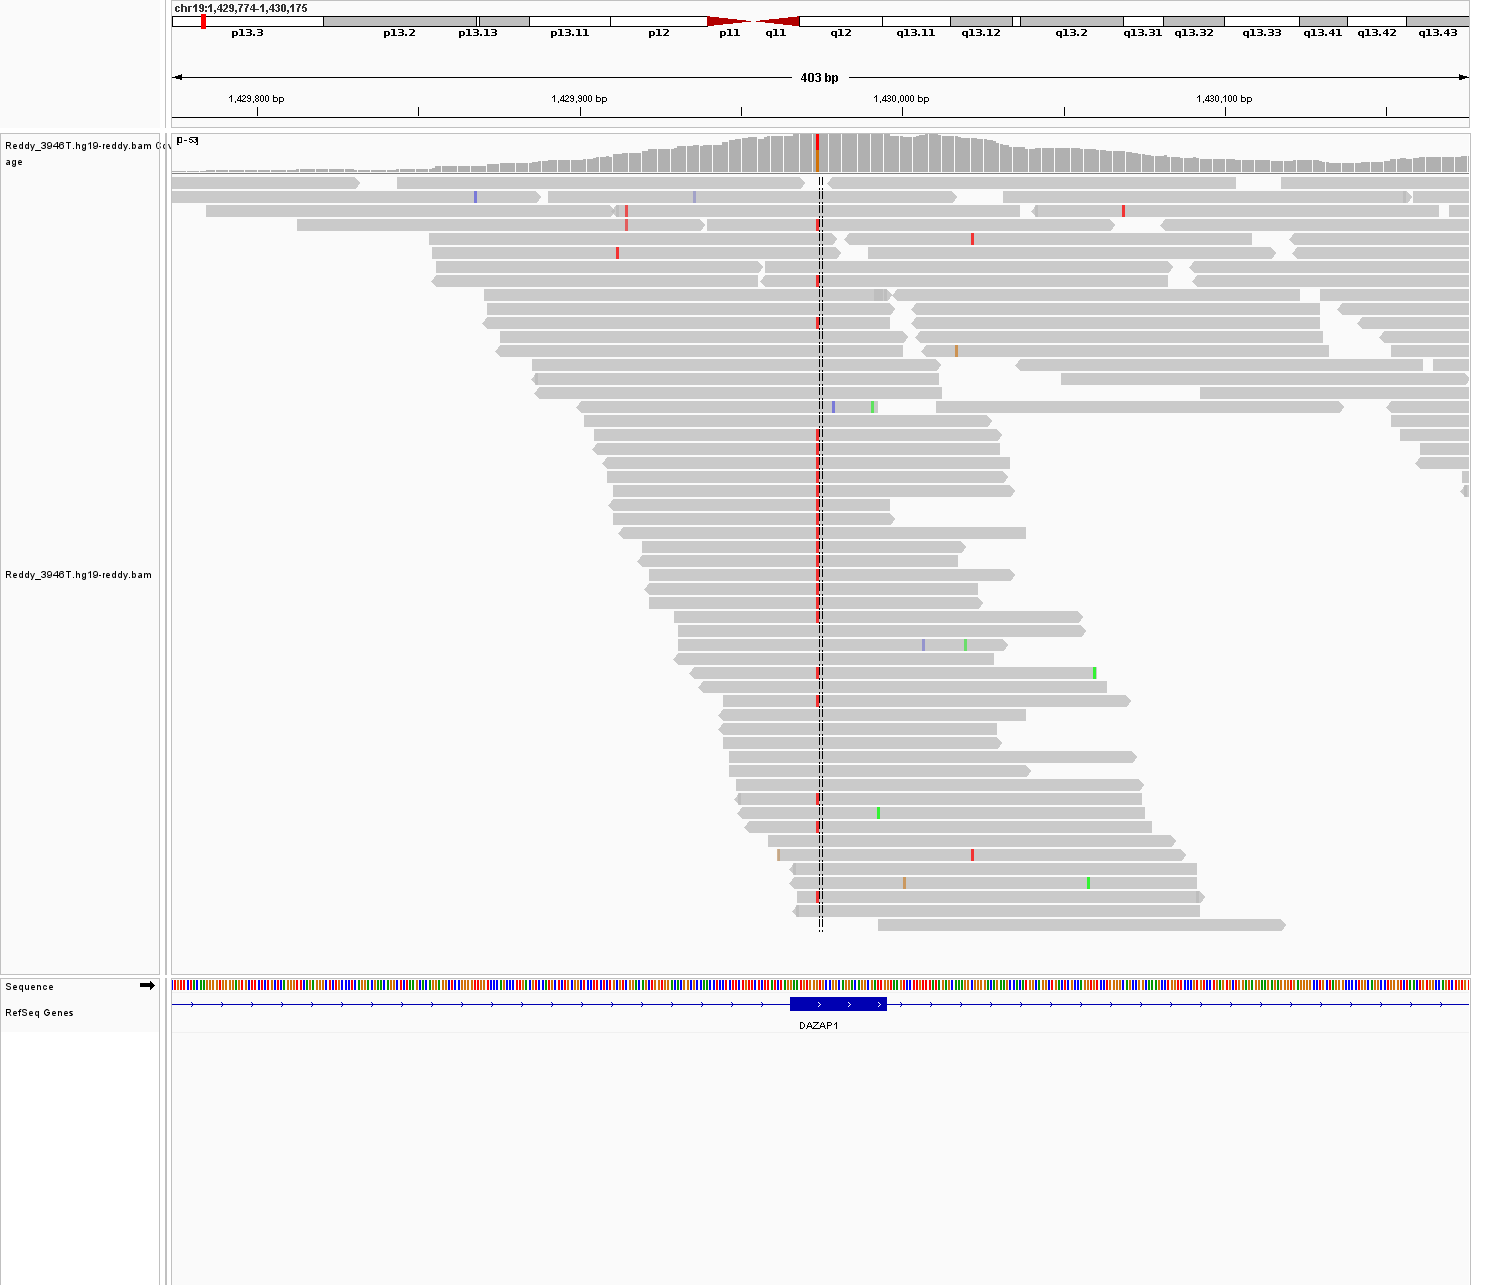 chr19:1,429,774-1,430,175
p13.3 p13.2 p13.13 p13.11 p12 p11 q11 q12 q13.11 q13.12 q13.2 q13.31 q13.32 q13.33 q13.41 q13.42 q13.43
403 bp
1,429,800 bp 1,429,900 bp 1,430,000 bp 1,430,100 bp
Reddy_3946T.hg19-reddy.bam Cov
age
[0-53]
Reddy_3946T.hg19-reddy.bam
Sequence
RefSeq Genes
DAZAP1